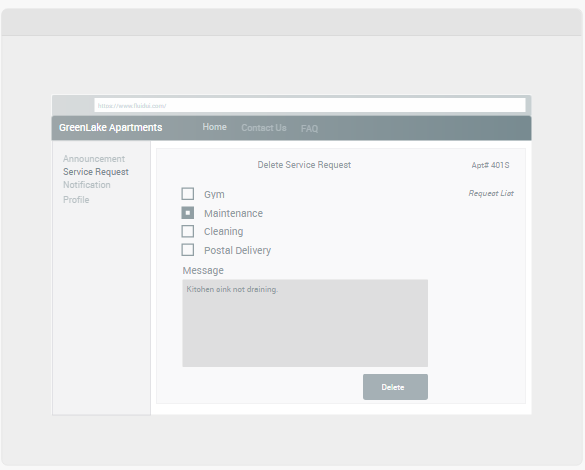 https://www.fluidui.com/
GreenLake Apartments Home Contact Us FAQ
Announcement
Service Request
Notification
Profile
Delete Service Request Apt# 401S
Request List
Gym
Maintenance
Cleaning
Postal Delivery
Message
Kitchen sink not draining.
Delete